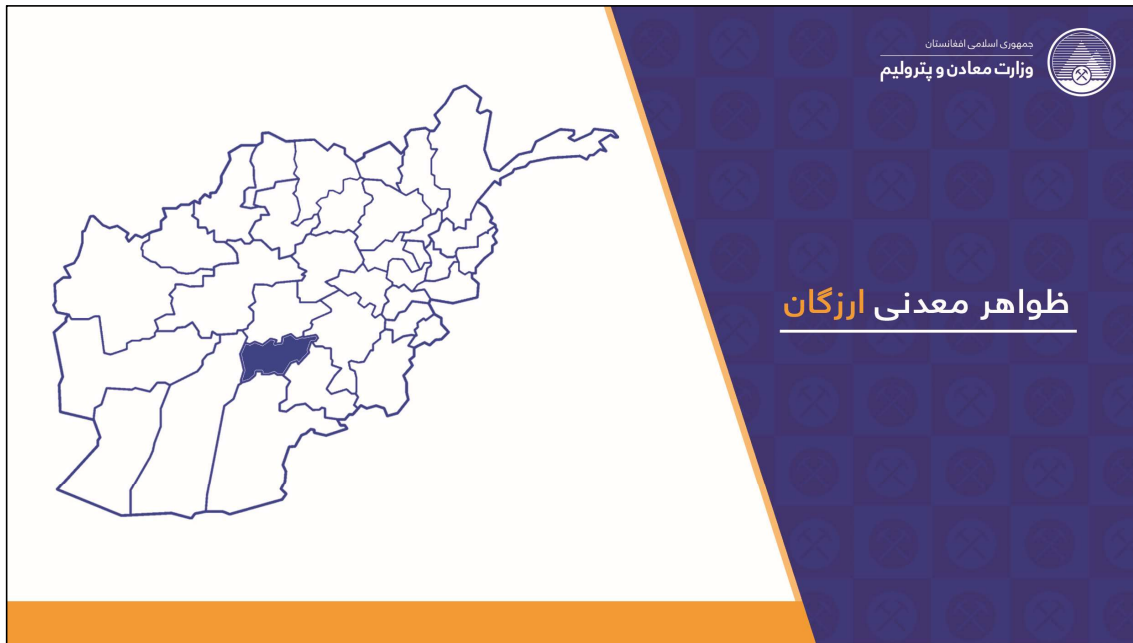 جمهوری اسلامی افغانستان
وزارت معادن و پترولیم
ظواهر معدنی ارزگان